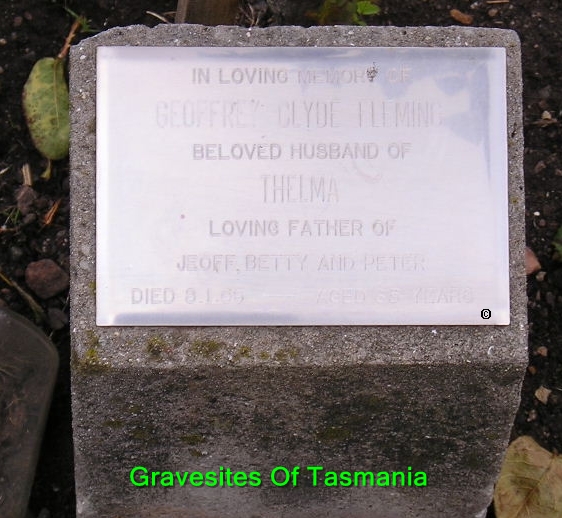 IN LOVING MEMORY OF
GEOFFREY CLYDE FLEMING
BELOVED HUSBAND OF
THELMA
LOVING FATHER OF
JEOFF, BETTY AND PETER
DIED AGED YEARS
©
Gravesites Of Tasmania